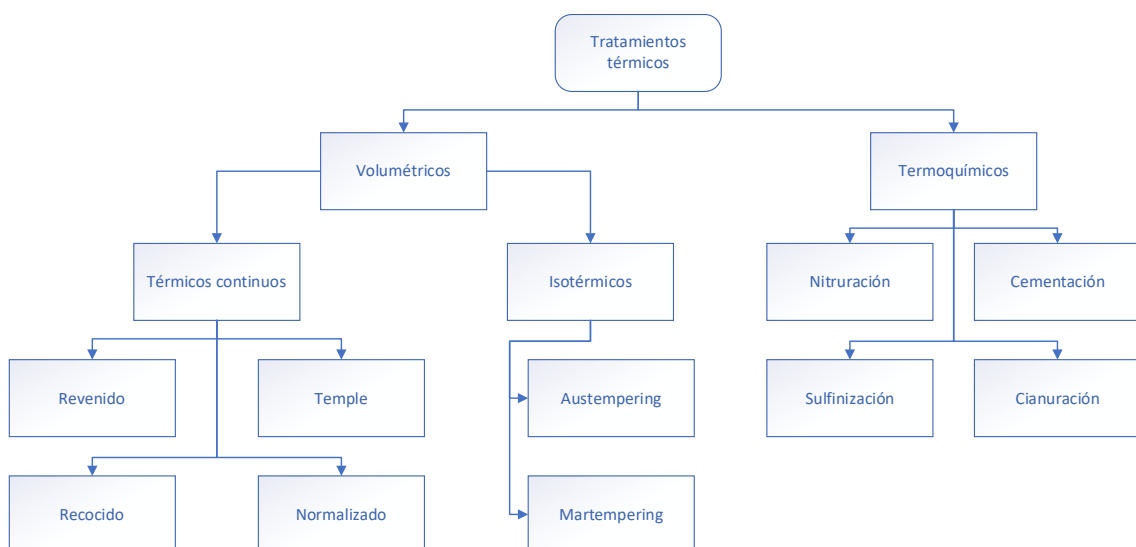 Tratamientos
térmicos
Volumétricos
Termoquímicos
Térmicos continuos
Isotérmicos
Nitruración
Cementación
Revenido
Temple
Austempering
Sulfinización
Cianuración
Recocido
Normalizado
Martempering